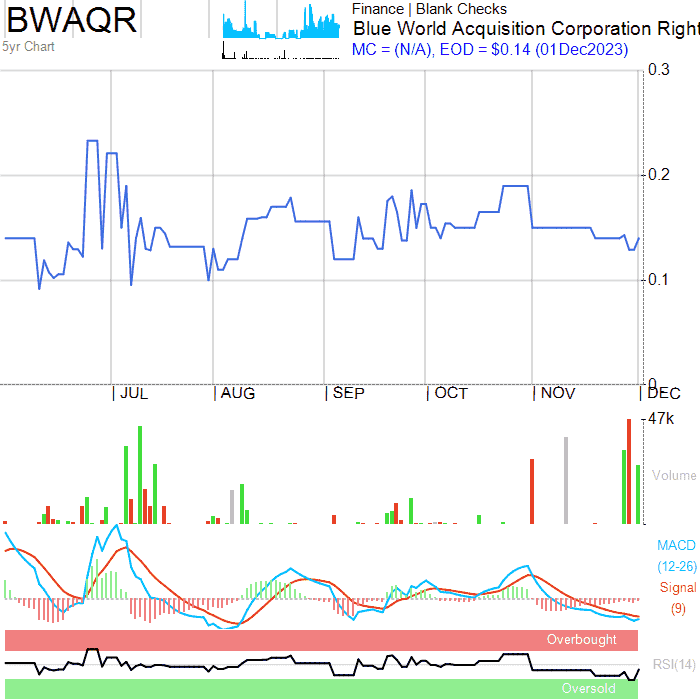 BWAQR
5yr Chart
Finance | Blank Checks
Blue World Acquisition Corporation Right
MC = (N/A), EOD = $0.14 (01Dec2023)
0.3
0.2
0.1
0
JUL
AUG
SEP
OCT
NOV
DEC
47k
Volume
MACD
(12-26)
Signal
(9)
Overbought
RSI(14)
Oversold